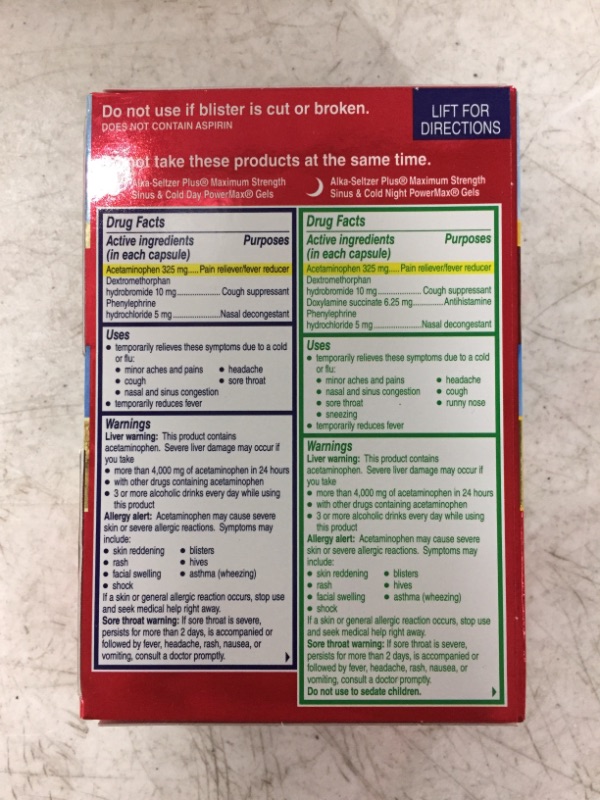 Do not use if blister is cut or broken.
DOES NOT CONTAIN ASPIRIN
LIFT FOR
DIRECTIONS
not take these products at the same time.
Alka-Seltzer Plus® Maximum Strength
Sinus & Cold Day PowerMax® Gels
Alka-Seltzer Plus® Maximum Strength
Sinus & Cold Night PowerMax® Gels
Drug Facts
Active ingredients Purposes
(in each capsule)
Acetaminophen 325 mg..... Pain reliever/fever reducer
Dextromethorphan
hydrobromide 10 mg.................. Cough suppressant
Phenylephrine
hydrochloride 5 mg....................Nasal decongestant
Uses
• temporarily relieves these symptoms due to a cold
or flu:
• minor aches and pains • headache
• cough • sore throat
• nasal and sinus congestion
• temporarily reduces fever
Warnings
Liver warning: This product contains
acetaminophen. Severe liver damage may occur if
you take
• more than 4,000 mg of acetaminophen in 24 hours
• with other drugs containing acetaminophen
• 3 or more alcoholic drinks every day while using
this product
Allergy alert: Acetaminophen may cause severe
skin or severe allergic reactions. Symptoms may
include:
• skin reddening • blisters
• rash • hives
• facial swelling • asthma (wheezing)
• shock
If a skin or general allergic reaction occurs, stop use
and seek medical help right away.
Sore throat warning: If sore throat is severe,
persists for more than 2 days, is accompanied or
followed by fever, headache, rash, nausea, or
vomiting, consult a doctor promptly.
Drug Facts
Active ingredients Purposes
(in each capsule)
Acetaminophen 325 mg..... Pain reliever/fever reducer
Dextromethorphan
hydrobromide 10 mg.................. Cough suppressant
Doxylamine succinate 6.25 mg.............Antihistamine
Phenylephrine
hydrochloride 5 mg....................Nasal decongestant
Uses
• temporarily relieves these symptoms due to a cold
or flu:
• minor aches and pains • headache
• nasal and sinus congestion • cough
• sore throat • runny nose
• sneezing
• temporarily reduces fever
Warnings
Liver warning: This product contains
acetaminophen. Severe liver damage may occur if
you take
• more than 4,000 mg of acetaminophen in 24 hours
• with other drugs containing acetaminophen
• 3 or more alcoholic drinks every day while using
this product
Allergy alert: Acetaminophen may cause severe
skin or severe allergic reactions. Symptoms may
include:
• skin reddening • blisters
• rash • hives
• facial swelling • asthma (wheezing)
• shock
If a skin or general allergic reaction occurs, stop use
and seek medical help right away.
Sore throat warning: If sore throat is severe,
persists for more than 2 days, is accompanied or
followed by fever, headache, rash, nausea, or
vomiting, consult a doctor promptly.
Do not use to sedate children.